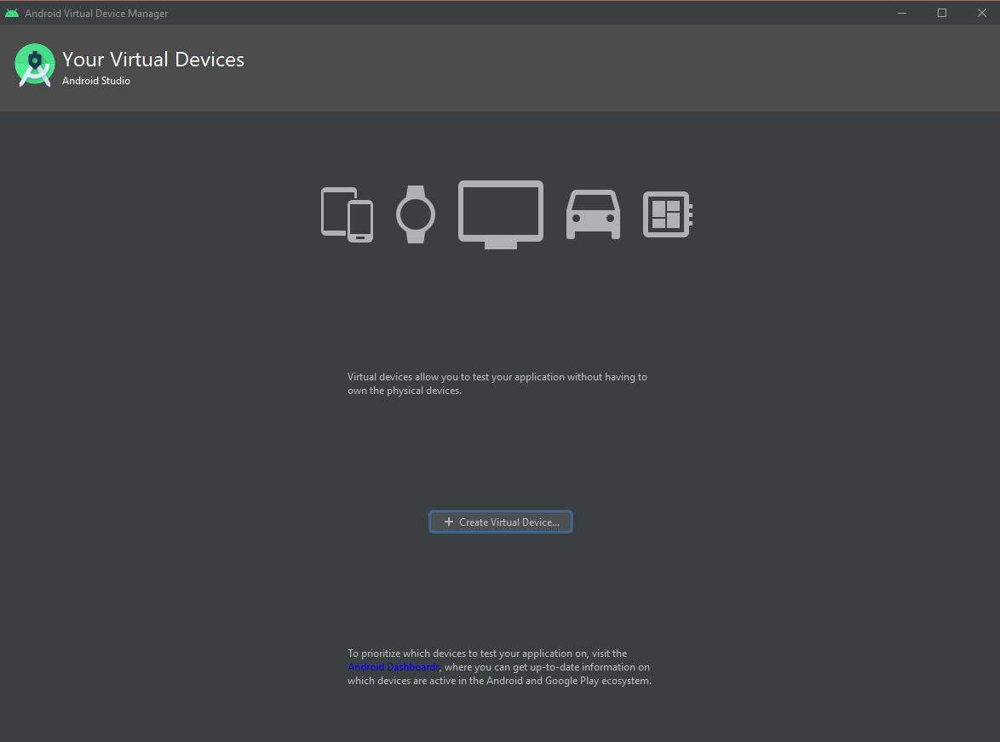 Android Virtual Device Manager
Your Virtual Devices
Android Studio
Virtual devices allow you to test your application without having to
own the physical devices.
+ Create Virtual Device...
To prioritize which devices to test your application on, visit the
Android Dashboards, where you can get up-to-date information on
which devices are active in the Android and Google Play ecosystem.